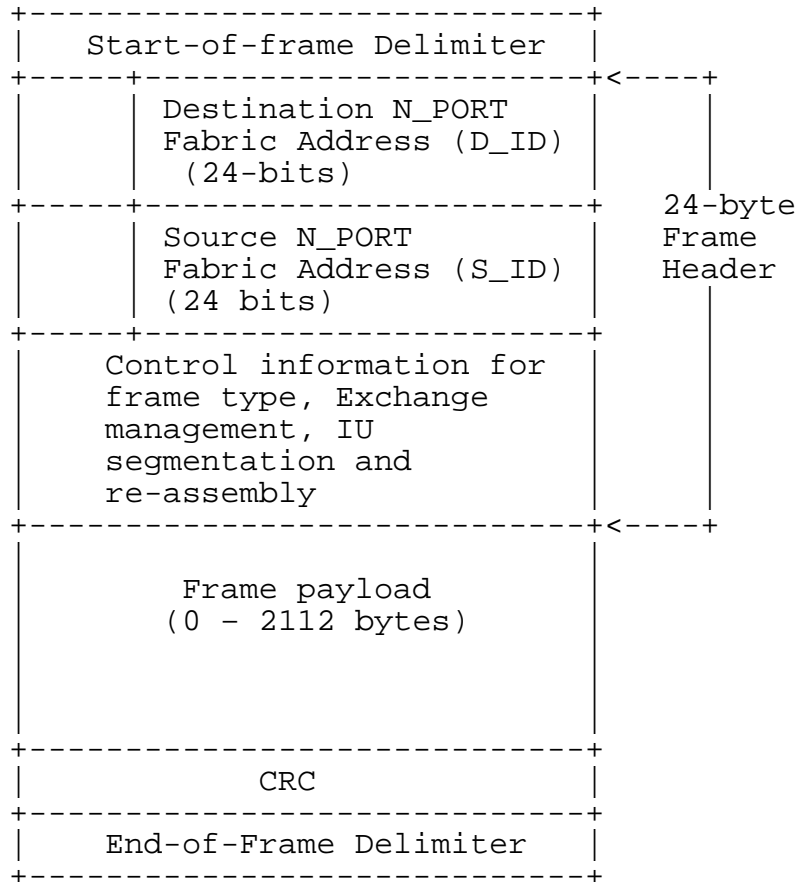 Start-of-frame Delimiter
Destination N_PORT
Fabric Address (D_ID)
(24-bits)
24-byte
Source N_PORT Frame
Fabric Address (S_ID) Header
(24 bits)
Control information for
frame type, Exchange
management, IU
segmentation and
re-assembly
Frame payload
(0 - 2112 bytes)
CRC
End-of-Frame Delimiter